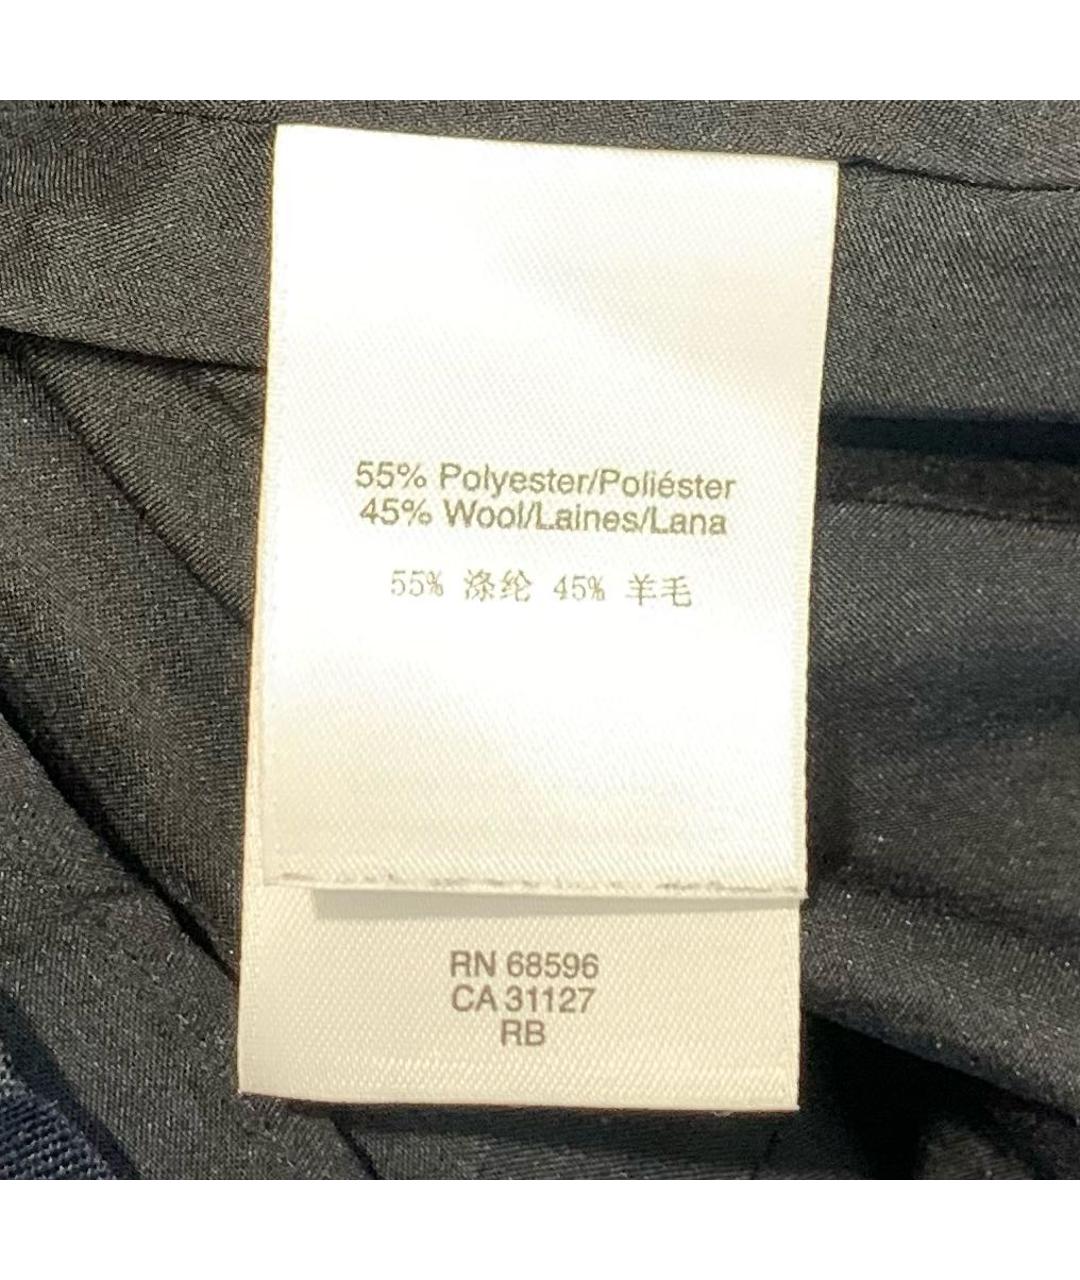 55% Polyester/Poliéster
45% Wool/Laines/Lana
55% 涤纶 45% 羊毛
RN 68596
CA 31127
RB